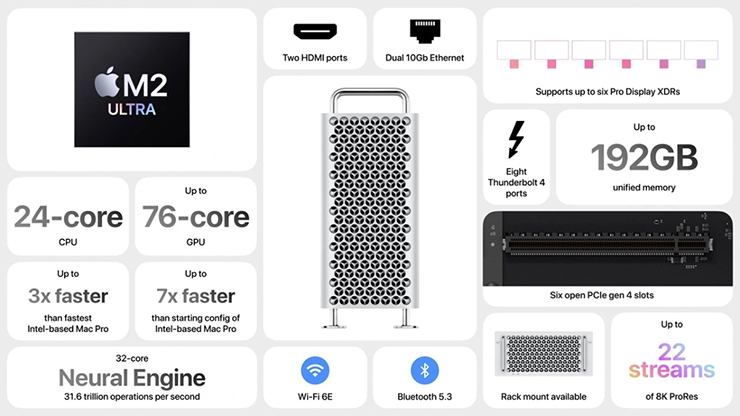 M2
ULTRA
24-core
CPU
Up to
76-core
GPU
Up to
3x faster
than fastest
Intel-based Mac Pro
Up to
7x faster
than starting config of
Intel-based Mac Pro
32-core
Neural Engine
31.6 trillion operations per second
Two HDMI ports
Dual 10Gb Ethernet
Wi-Fi 6E
Bluetooth 5.3
Supports up to six Pro Display XDRs
Eight
Thunderbolt 4
ports
Up to
192GB
unified memory
Six open PCIe gen 4 slots
Rack mount available
Up to
22
streams
of 8K ProRes